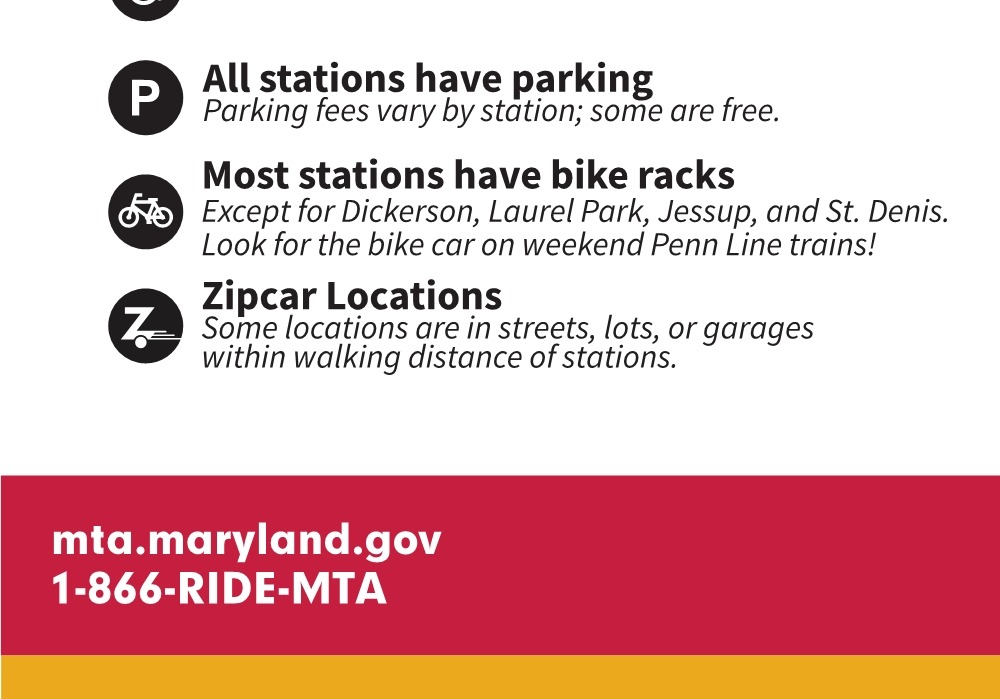 P
All stations have parking
Parking fees vary by station; some are free.
Most stations have bike racks
Except for Dickerson, Laurel Park, Jessup, and St. Denis.
Look for the bike car on weekend Penn Line trains!
Z
Zipcar Locations
Some locations are in streets, lots, or garages
within walking distance of stations.
mta.maryland.gov
1-866-RIDE-MTA